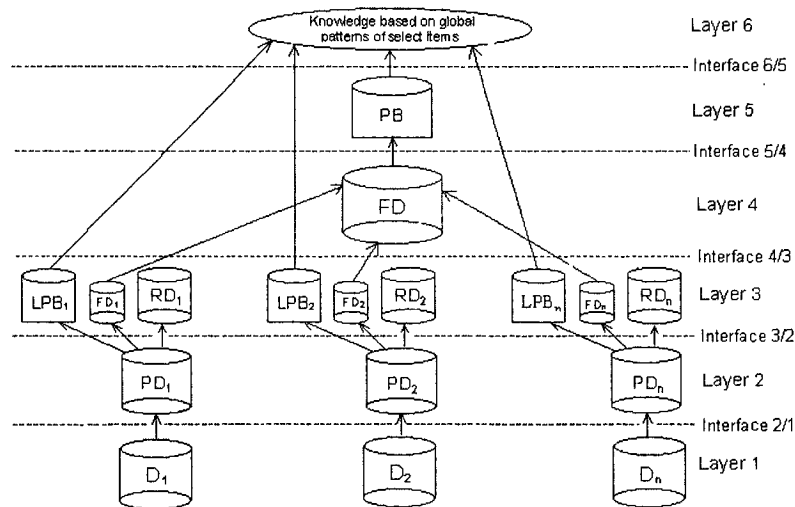 Knowledge based on global
patterns of select items
Layer 6
Interface 6/5
PB
Layer 5
Interface 5/4
FD
Layer 4
Interface 4/3
LPB₁ FD₁ RD₁ LPB₂ FD₂ RD₂ LPBₙ FDₙ RDₙ
Layer 3
Interface 3/2
PD₁ PD₂ PDₙ
Layer 2
Interface 2/1
D₁ D₂ Dₙ
Layer 1